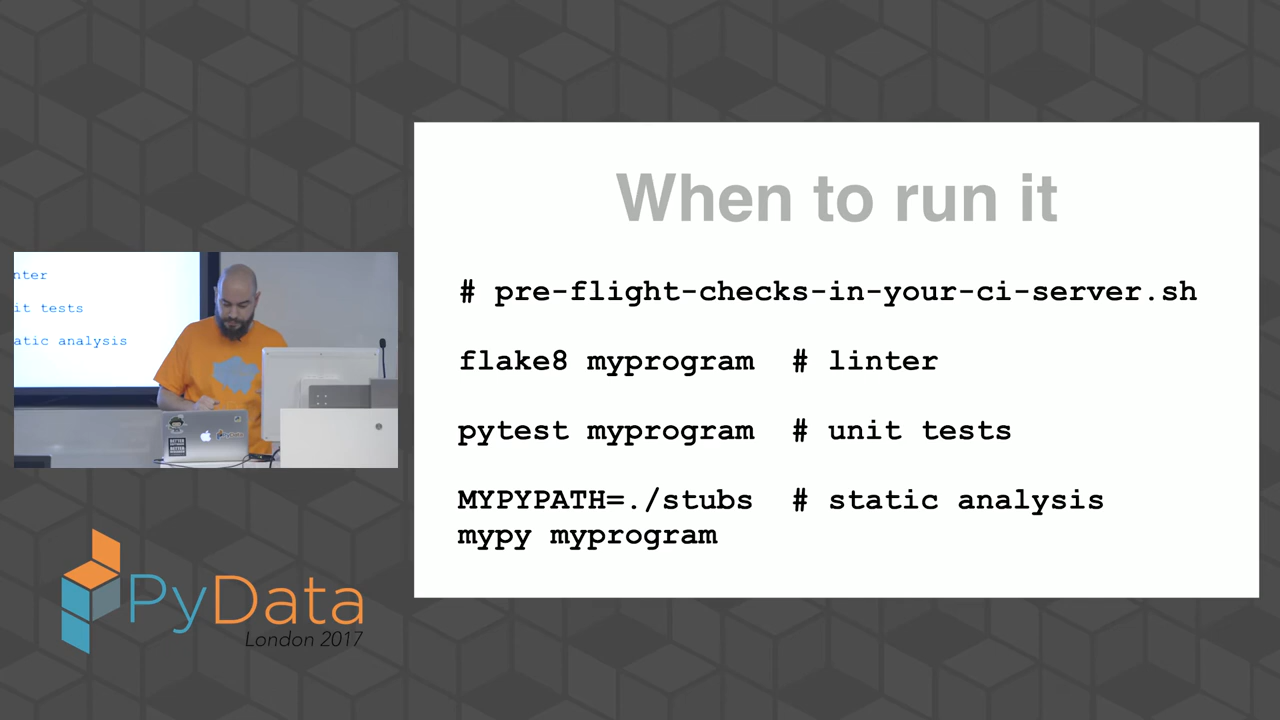 When to run it
# pre-flight-checks-in-your-ci-server.sh
flake8 myprogram # linter
pytest myprogram # unit tests
MYPYPATH=./stubs # static analysis
mypy myprogram
nter
it tests
atic analysis
PyData
London 2017